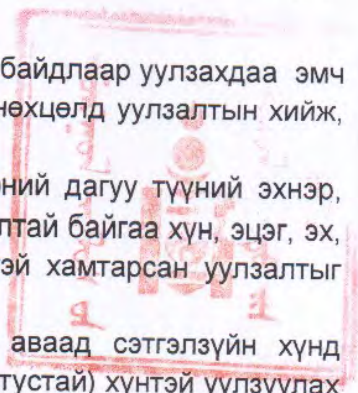 байдлаар уулзахдаа эмч
нөхцөлд уулзалтын хийж,
ний дагуу түүний эхнэр,
лтай байгаа хүн, эцэг, эх,
эй хамтарсан уулзалтыг
аваад сэтгэлзүйн хүнд
тустай) хүнтэй уулзуулах